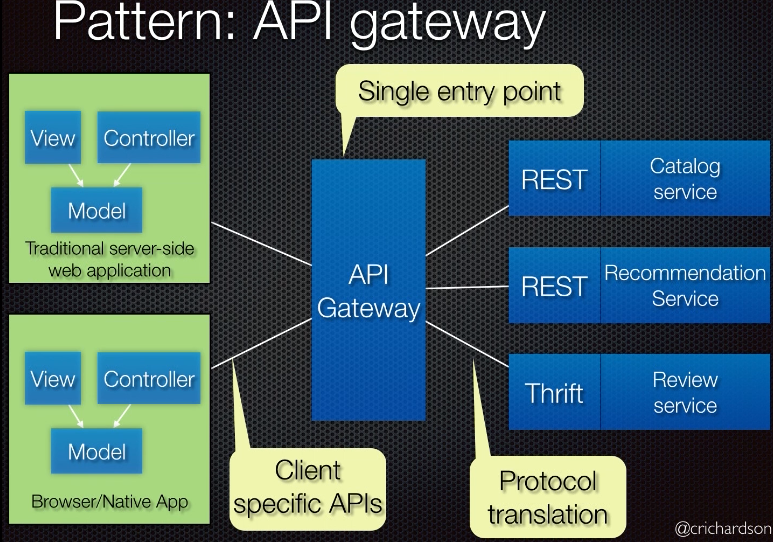 Pattern: API gateway
Single entry point
View
Controller
Model
Traditional server-side
web application
View
Controller
Model
Browser/Native App
API
Gateway
REST
Catalog
service
REST
Recommendation
Service
Thrift
Review
service
Client
specific APIs
Protocol
translation
@crichardson